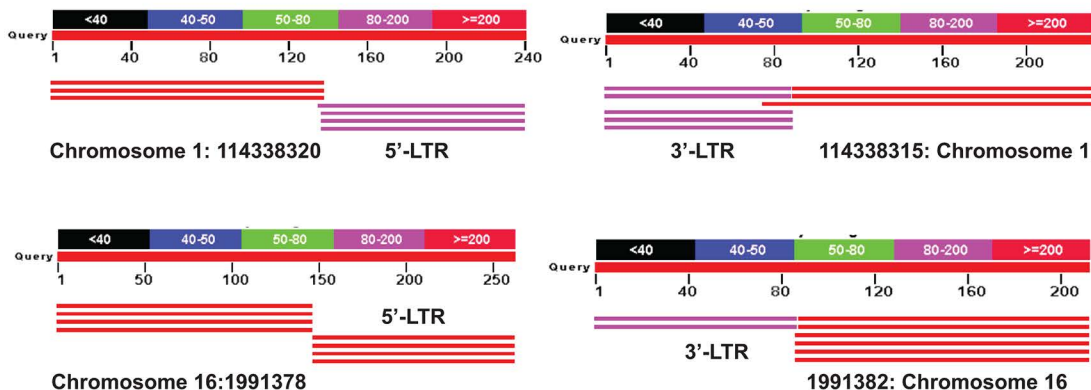 <40 40-50 50-80 80-200 >=200
Query
1 40 80 120 160 200 240
Chromosome 1: 114338320 5'-LTR
<40 40-50 50-80 80-200 >=200
Query
1 40 80 120 160 200
3'-LTR 114338315: Chromosome 1
<40 40-50 50-80 80-200 >=200
Query
1 50 100 150 200 250
5'-LTR
Chromosome 16:1991378
<40 40-50 50-80 80-200 >=200
Query
1 40 80 120 160 200
3'-LTR
1991382: Chromosome 16